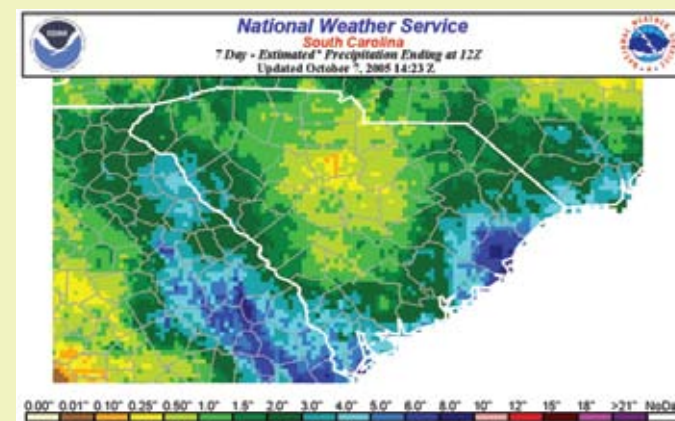 National Weather Service
South Carolina
7 Day - Estimated* Precipitation Ending at 12Z
Updated October 7, 2005 14:23 Z
0.00" 0.01" 0.10" 0.25" 0.50" 1.0" 1.5" 2.0" 3.0" 4.0" 5.0" 6.0" 8.0" 10" 12" 15" 18" >21" NoDa